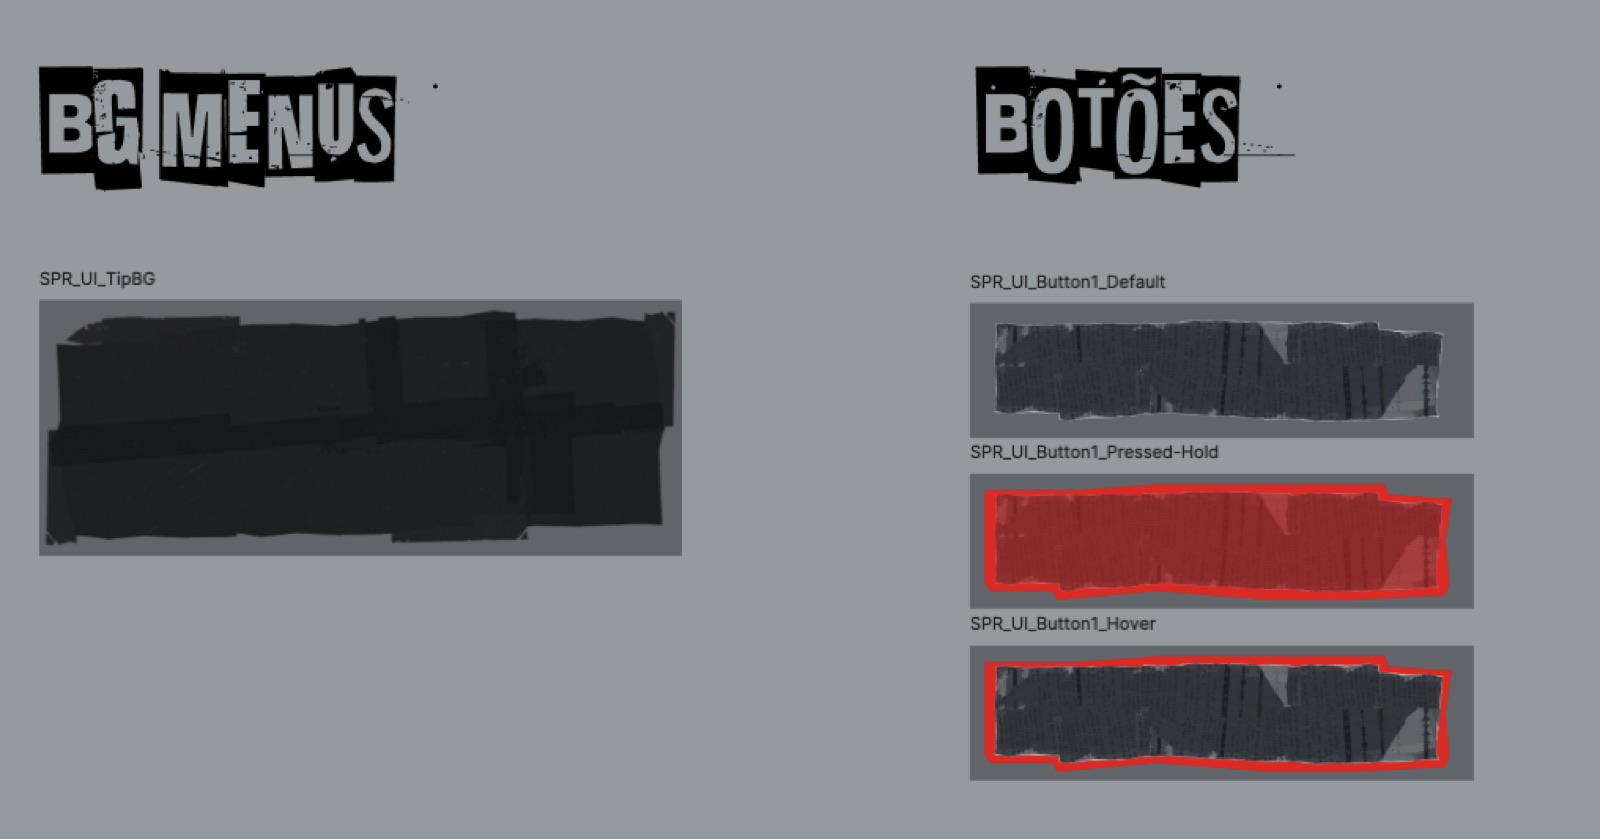 BG MENUS
BOTÕES
SPR_UI_TipBG
SPR_UI_Button1_Default
SPR_UI_Button1_Pressed-Hold
SPR_UI_Button1_Hover